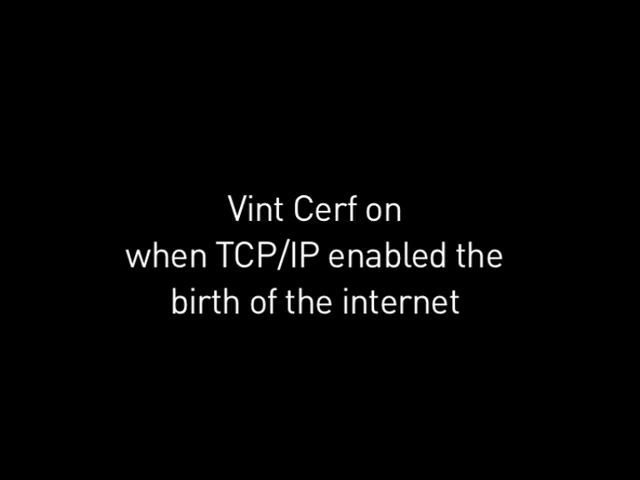 Vint Cerf on
when TCP/IP enabled the
birth of the internet